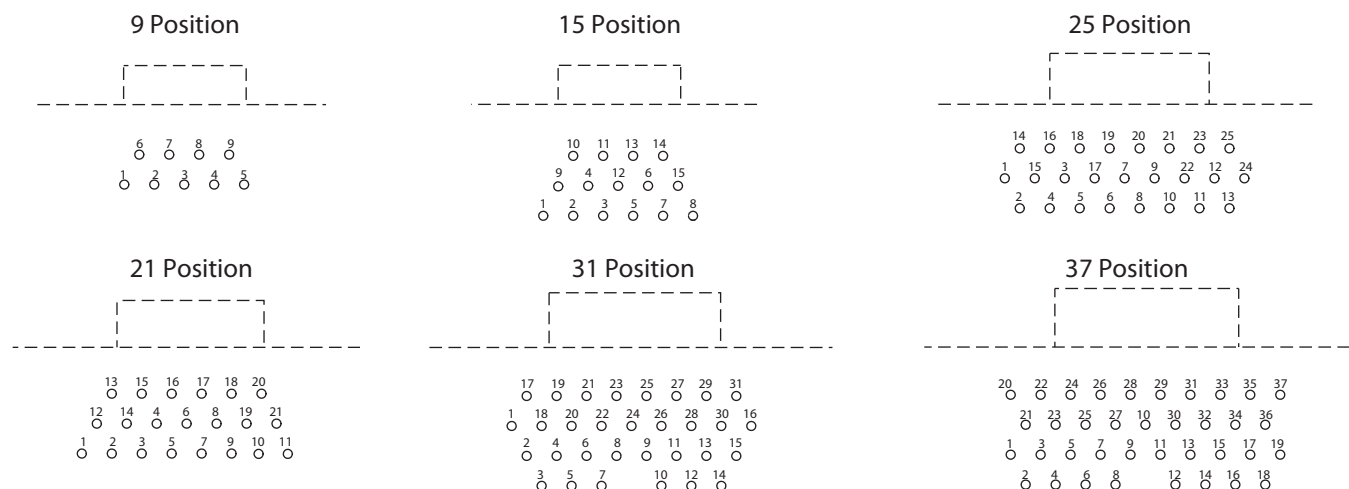 9 Position
15 Position
25 Position
6 7 8 9
1 2 3 4 5
10 11 13 14
9 4 12 6 15
1 2 3 5 7 8
14 16 18 19 20 21 23 25
1 15 3 17 7 9 22 12 24
2 4 5 6 8 10 11 13
21 Position
31 Position
37 Position
13 15 16 17 18 20
12 14 4 6 8 19 21
1 2 3 5 7 9 10 11
17 19 21 23 25 27 29 31
1 18 20 22 24 26 28 30 16
2 4 6 8 9 11 13 15
3 5 7 10 12 14
20 22 24 26 28 29 31 33 35 37
21 23 25 27 10 30 32 34 36
1 3 5 7 9 11 13 15 17 19
2 4 6 8 12 14 16 18